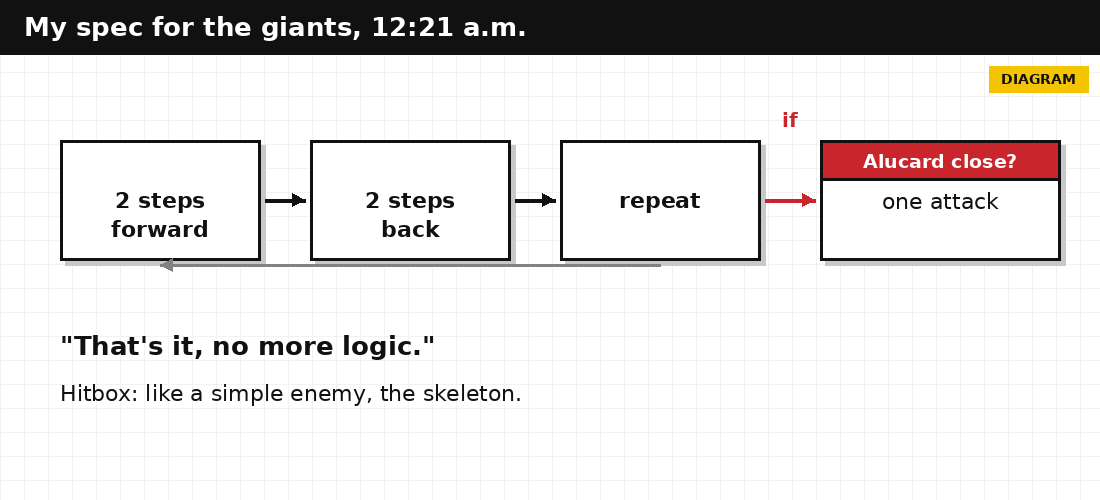 My spec for the giants, 12:21 a.m.
DIAGRAM
if
2 steps
forward
2 steps
back
repeat
Alucard close?
one attack
"That's it, no more logic."
Hitbox: like a simple enemy, the skeleton.